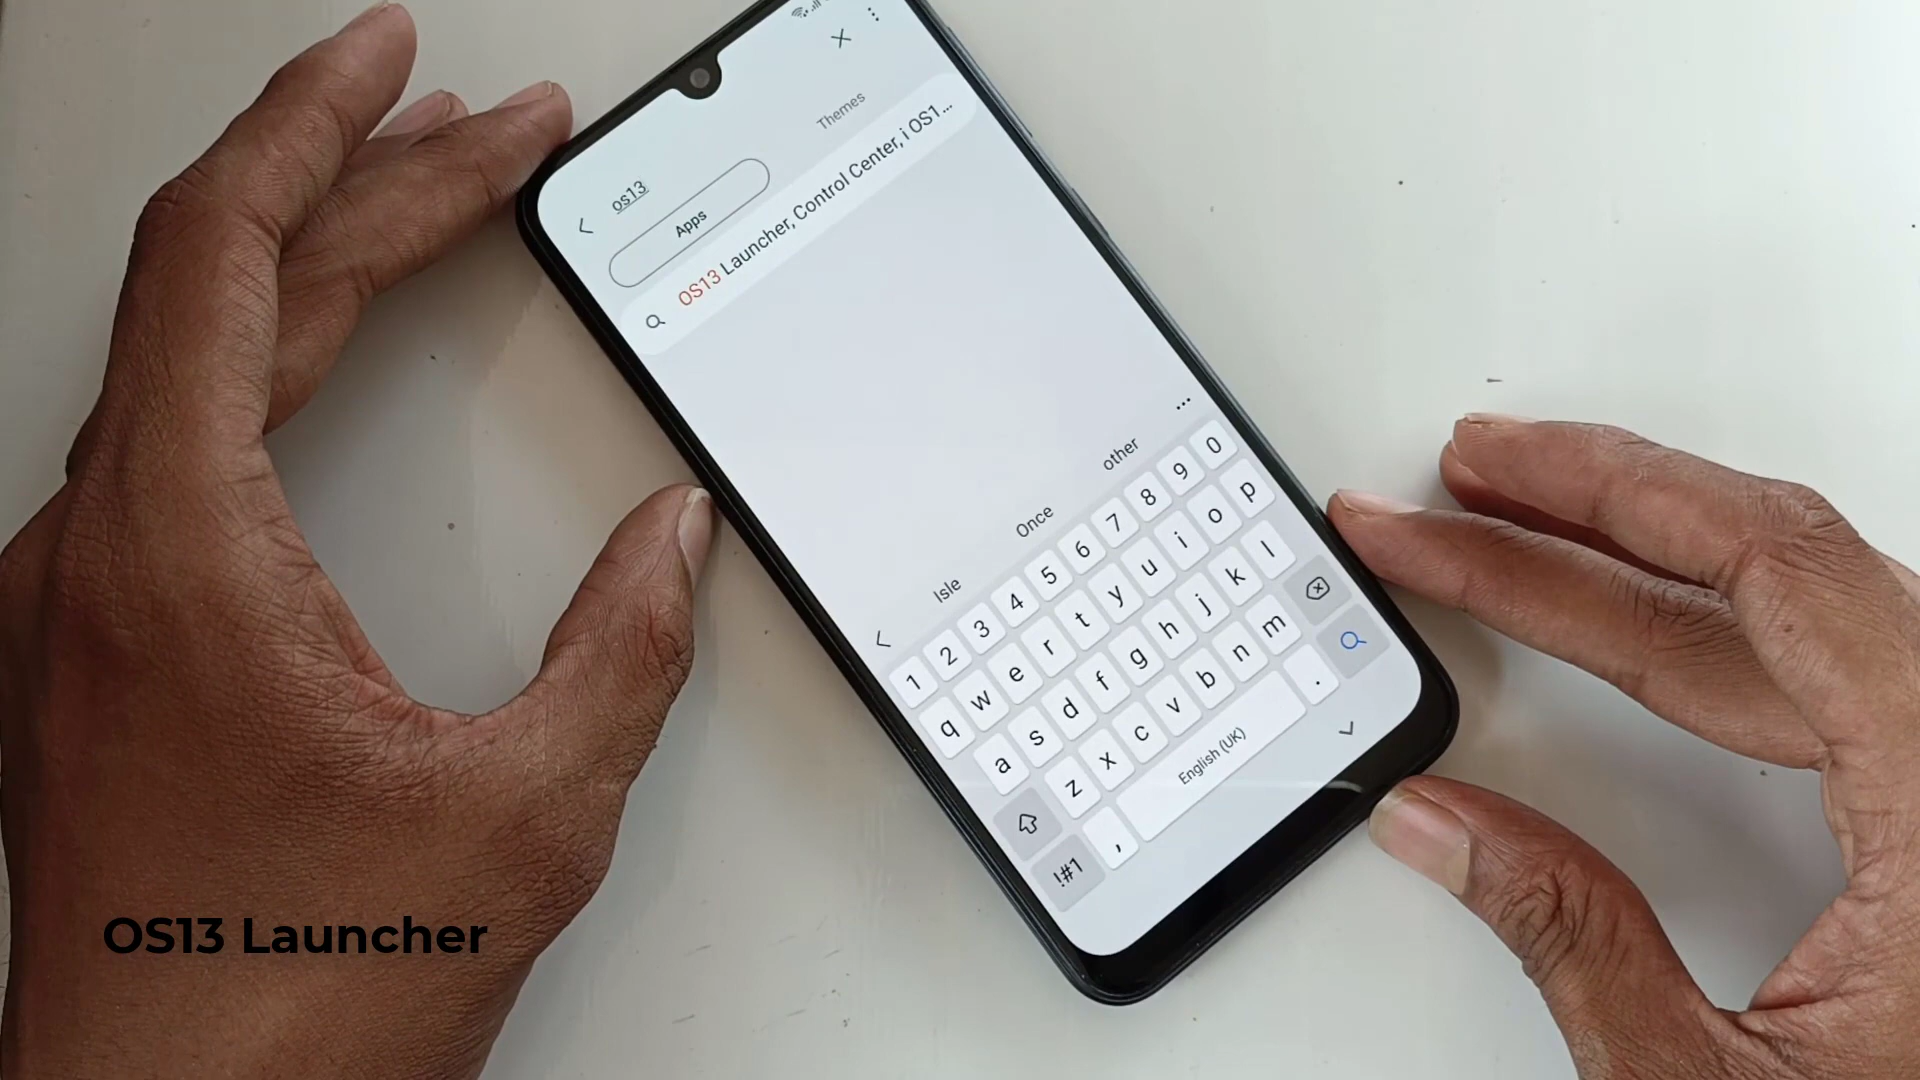 os13
Apps
Themes
OS13 Launcher, Control Center, i OS1...
Isle
Once
other
1 2 3 4 5 6 7 8 9 0
q w e r t y u i o p
a s d f g h j k l
z x c v b n m
!#1 , English (UK) .
OS13 Launcher